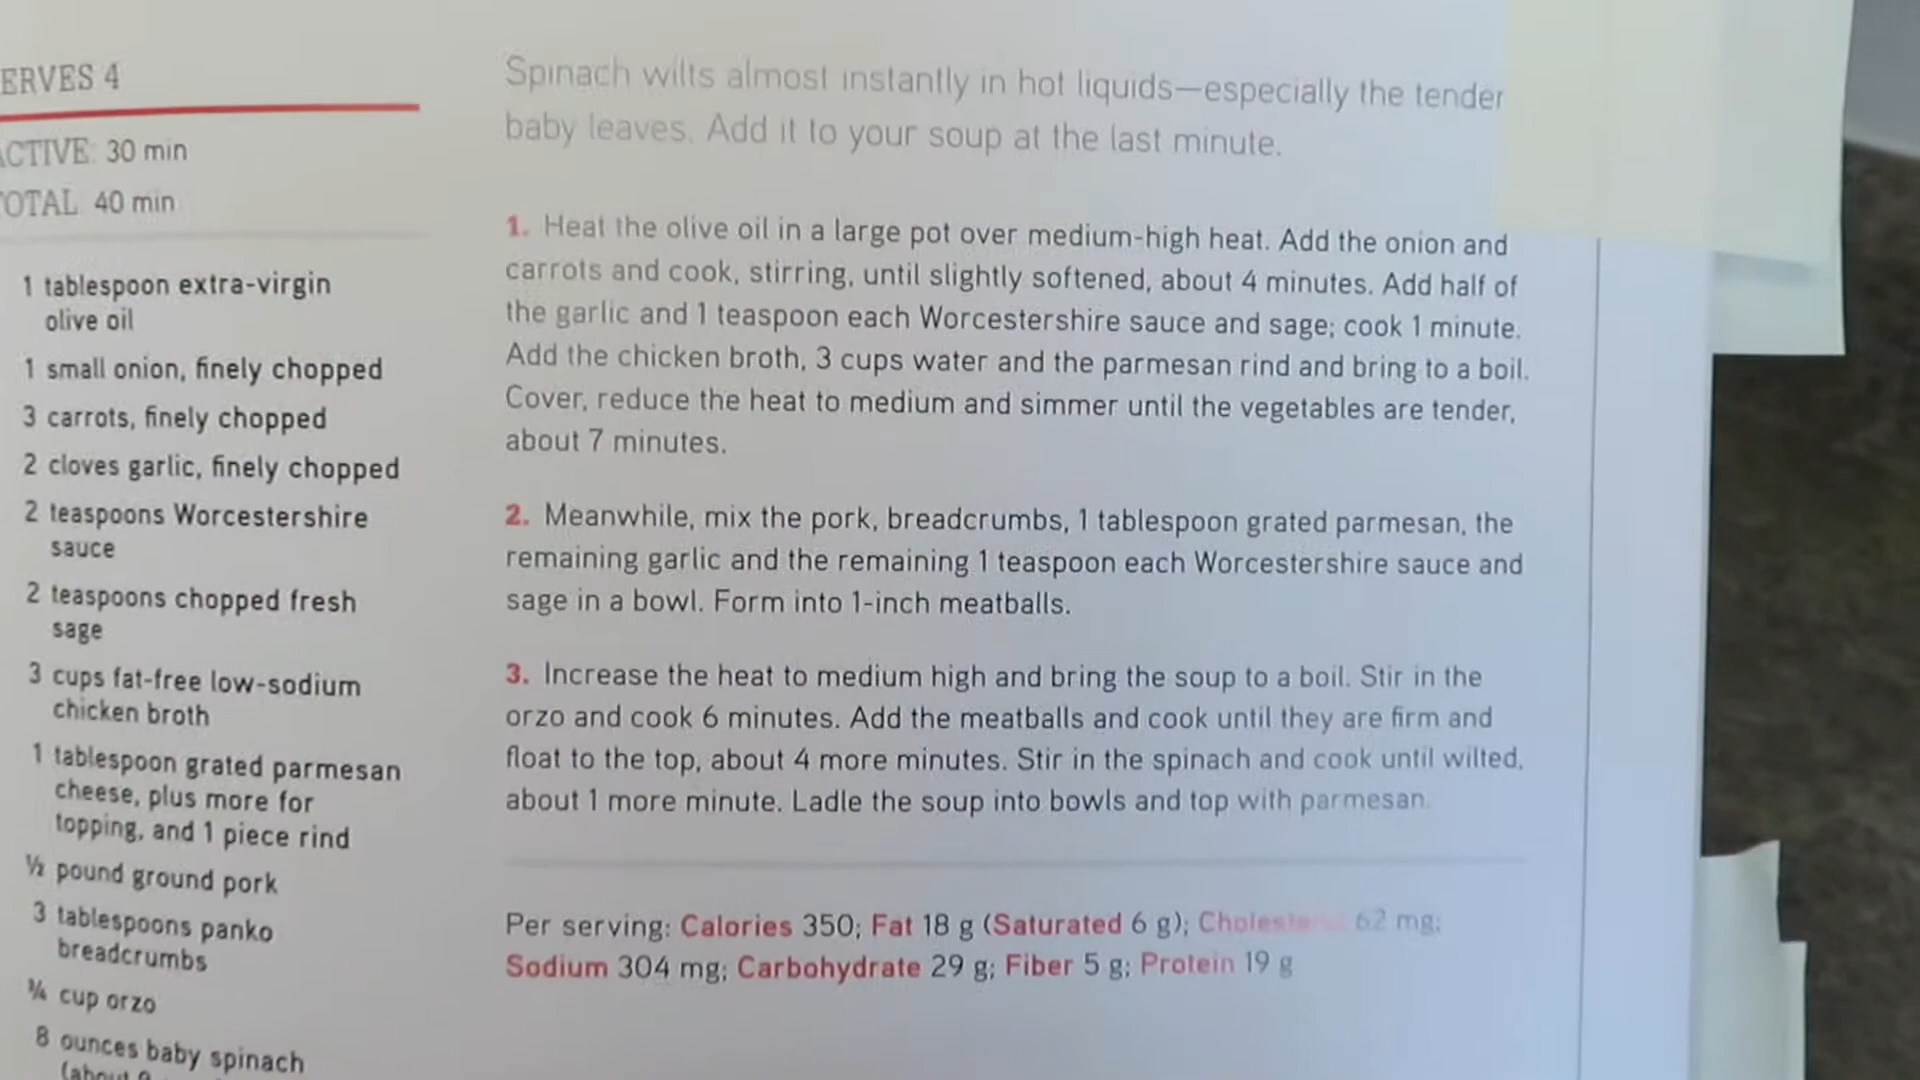 ERVES 4
ACTIVE: 30 min
TOTAL: 40 min
1 tablespoon extra-virgin
olive oil
1 small onion, finely chopped
3 carrots, finely chopped
2 cloves garlic, finely chopped
2 teaspoons Worcestershire
sauce
2 teaspoons chopped fresh
sage
3 cups fat-free low-sodium
chicken broth
1 tablespoon grated parmesan
cheese, plus more for
topping, and 1 piece rind
½ pound ground pork
3 tablespoons panko
breadcrumbs
¾ cup orzo
8 ounces baby spinach
(about
Spinach wilts almost instantly in hot liquids—especially the tender
baby leaves. Add it to your soup at the last minute.
1. Heat the olive oil in a large pot over medium-high heat. Add the onion and
carrots and cook, stirring, until slightly softened, about 4 minutes. Add half of
the garlic and 1 teaspoon each Worcestershire sauce and sage; cook 1 minute.
Add the chicken broth, 3 cups water and the parmesan rind and bring to a boil.
Cover, reduce the heat to medium and simmer until the vegetables are tender,
about 7 minutes.
2. Meanwhile, mix the pork, breadcrumbs, 1 tablespoon grated parmesan, the
remaining garlic and the remaining 1 teaspoon each Worcestershire sauce and
sage in a bowl. Form into 1-inch meatballs.
3. Increase the heat to medium high and bring the soup to a boil. Stir in the
orzo and cook 6 minutes. Add the meatballs and cook until they are firm and
float to the top, about 4 more minutes. Stir in the spinach and cook until wilted,
about 1 more minute. Ladle the soup into bowls and top with parmesan.
Per serving: Calories 350; Fat 18 g (Saturated 6 g); Cholesterol 62 mg;
Sodium 304 mg; Carbohydrate 29 g; Fiber 5 g; Protein 19 g